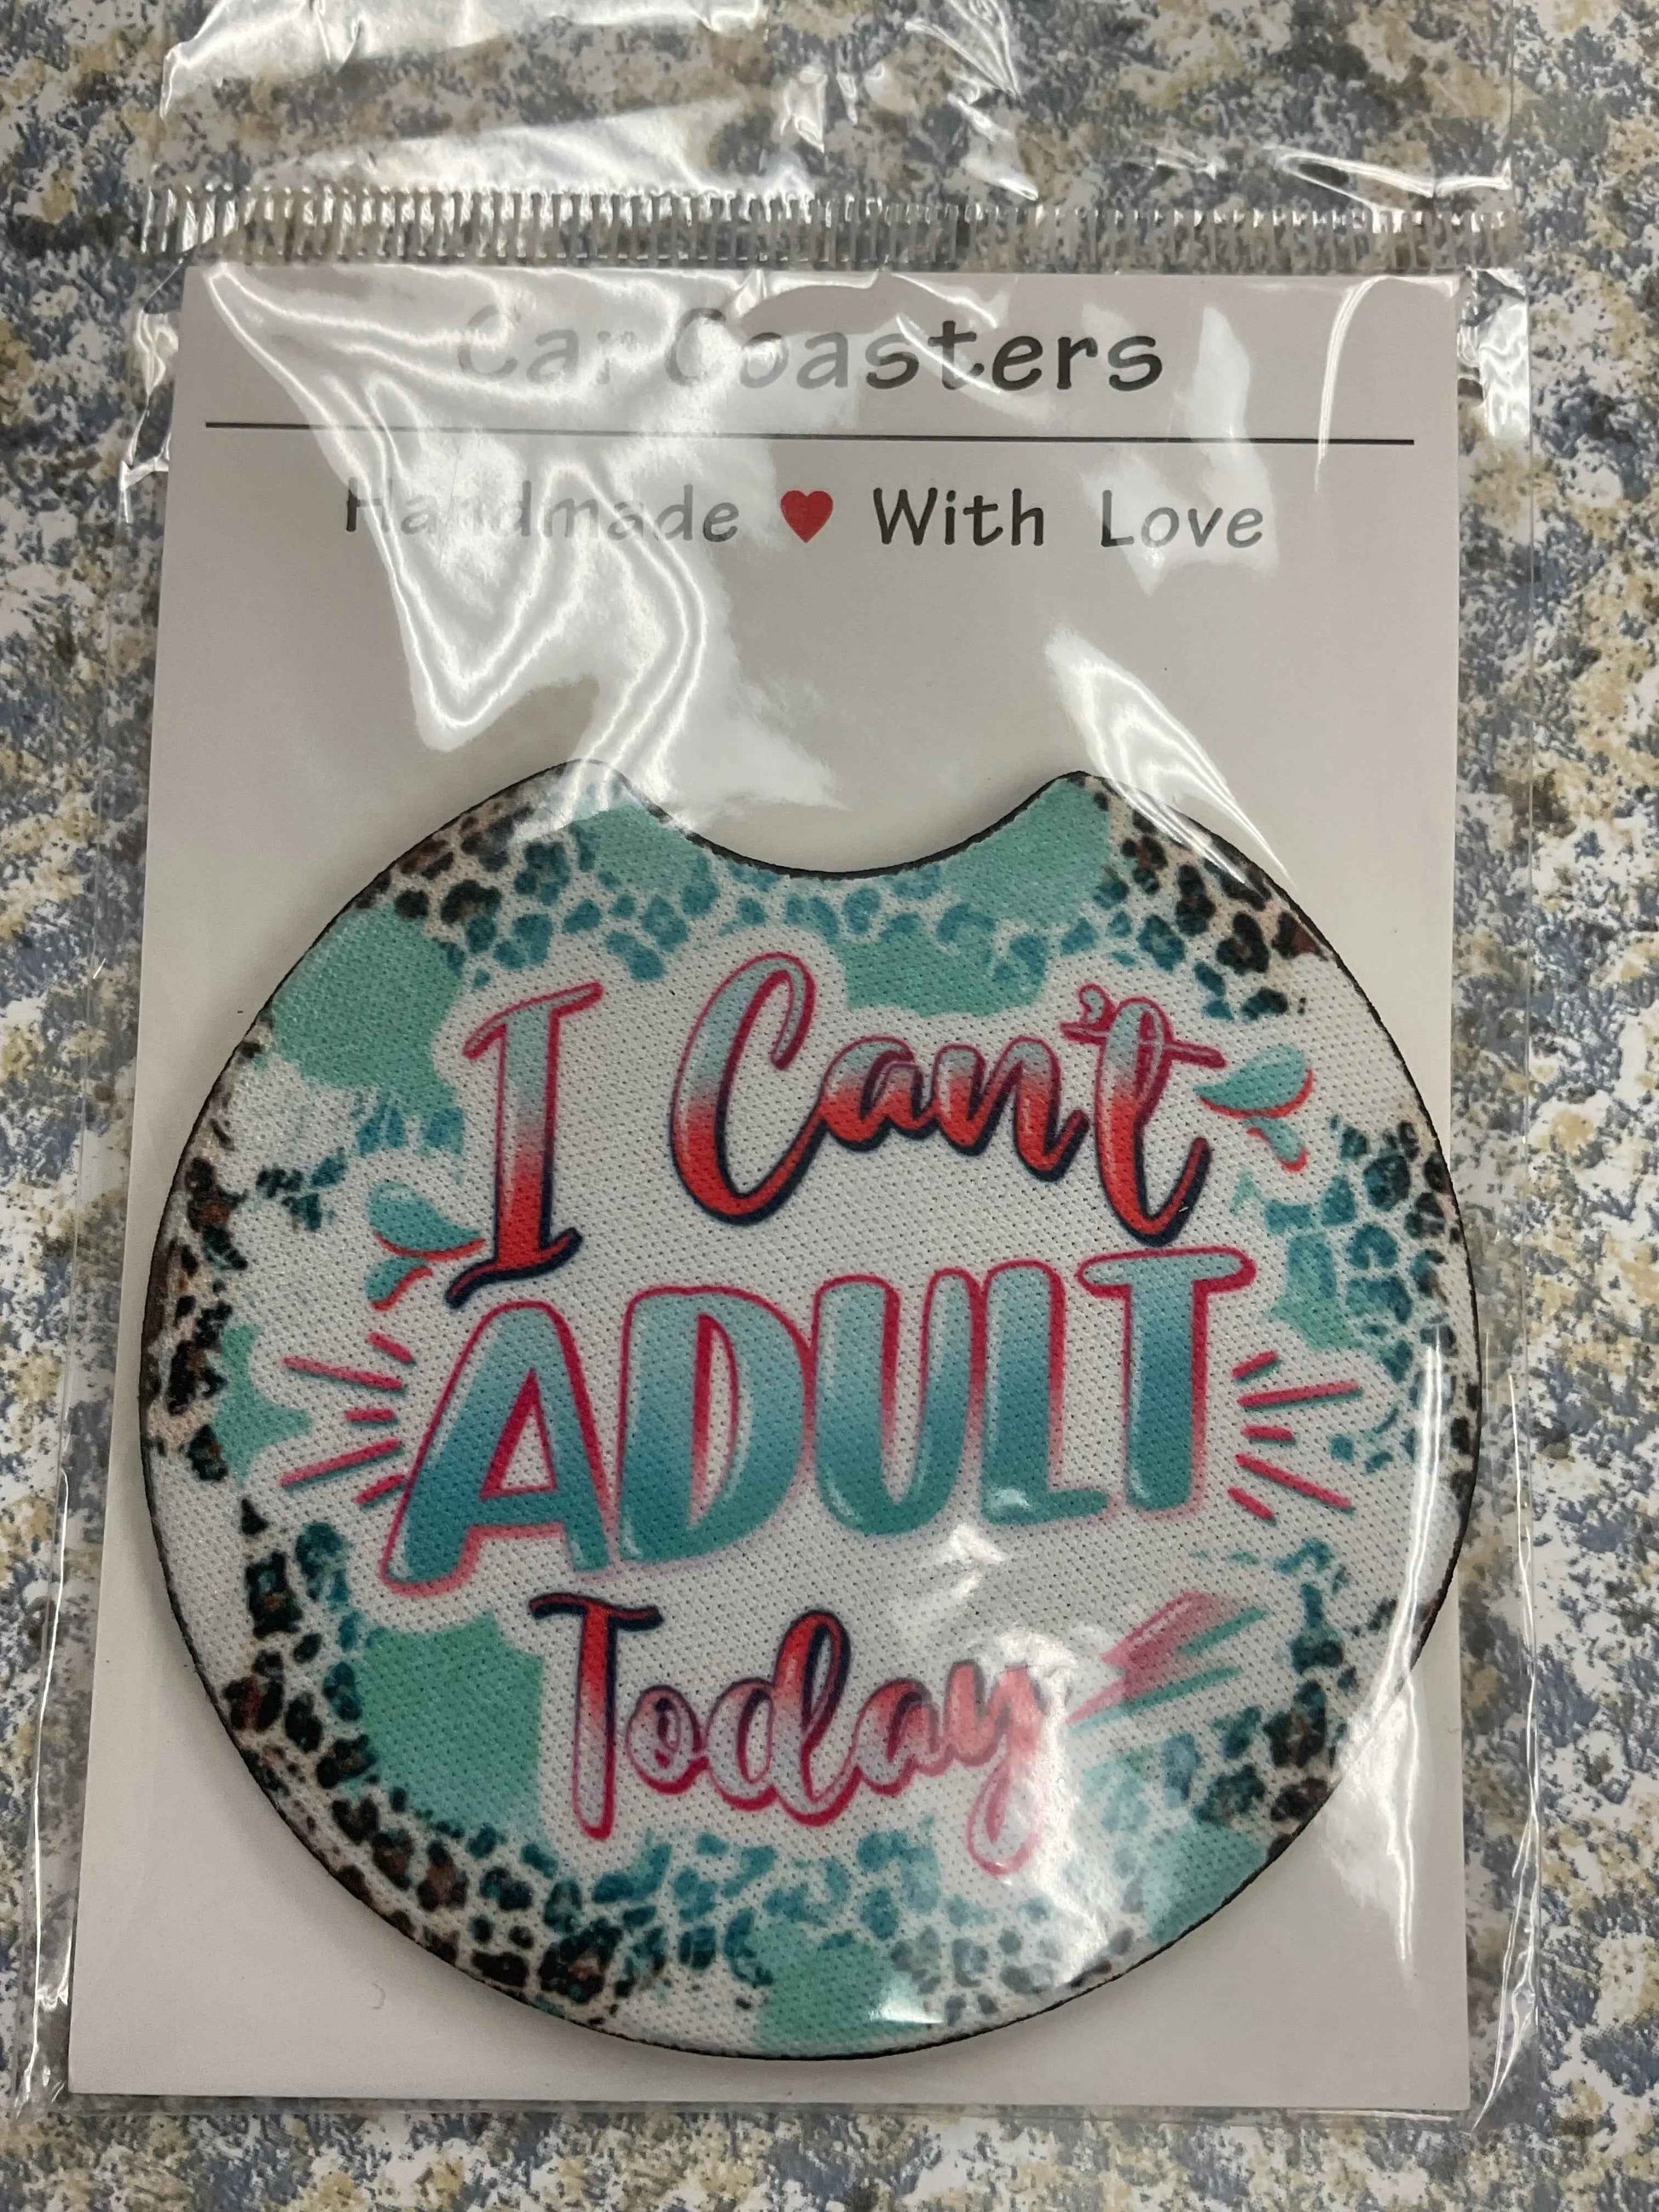 Car Coasters
Handmade ♥ With Love
I Can't
ADULT
Today